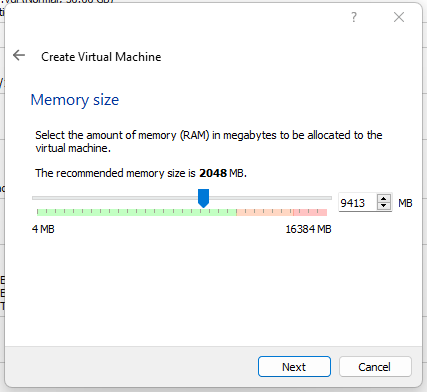 Create Virtual Machine
Memory size
Select the amount of memory (RAM) in megabytes to be allocated to the
virtual machine.
The recommended memory size is 2048 MB.
9413 MB
4 MB 16384 MB
Next Cancel